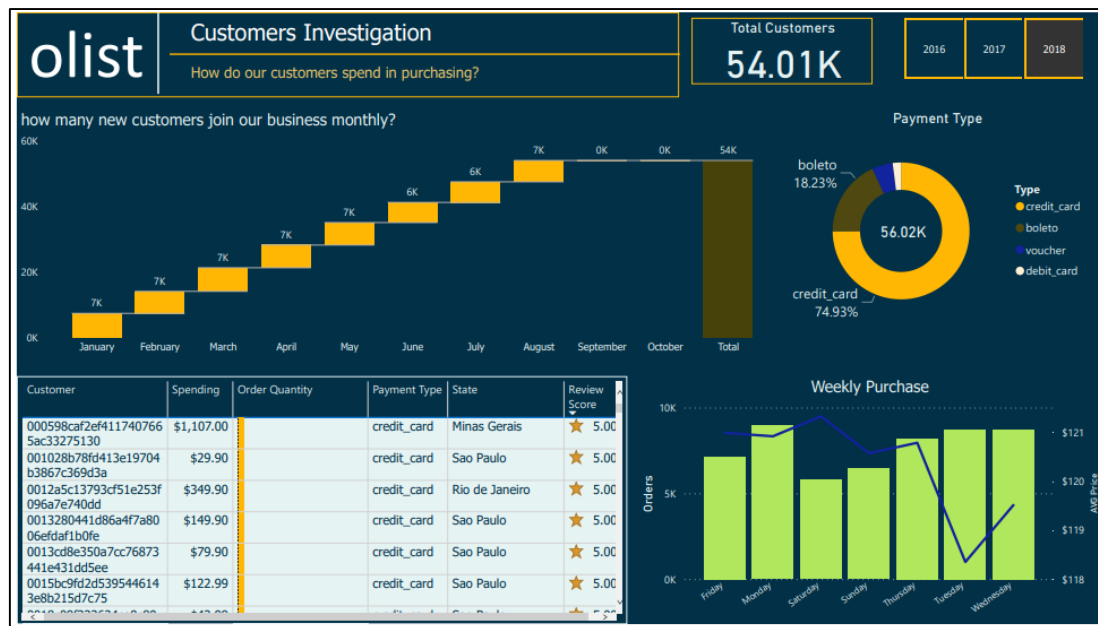 olist
Customers Investigation
How do our customers spend in purchasing?
Total Customers
54.01K
2016
2017
2018
how many new customers join our business monthly?
60K
40K
20K
0K
7K
7K
7K
7K
7K
6K
6K
7K
0K
0K
54K
January
February
March
April
May
June
July
August
September
October
Total
Payment Type
boleto
18.23%
56.02K
credit_card
74.93%
Type
credit_card
boleto
voucher
debit_card
Customer Spending Order Quantity Payment Type State Review
Score
000598caf2ef411740766 $1,107.00 credit_card Minas Gerais 5.00
5ac33275130
001028b78fd413e19704 $29.90 credit_card Sao Paulo 5.00
b3867c369d3a
0012a5c13793cf51e253f $349.90 credit_card Rio de Janeiro 5.00
096a7e740dd
0013280441d86a4f7a80 $149.90 credit_card Sao Paulo 5.00
06efdaf1b0fe
0013cd8e350a7cc76873 $79.90 credit_card Sao Paulo 5.00
441e431dd5ee
0015bc9fd2d539544614 $122.99 credit_card Sao Paulo 5.00
3e8b215d7c75
Weekly Purchase
10K
5K
0K
Orders
$121
$120
$119
$118
AVG Price
Friday
Monday
Saturday
Sunday
Thursday
Tuesday
Wednesday